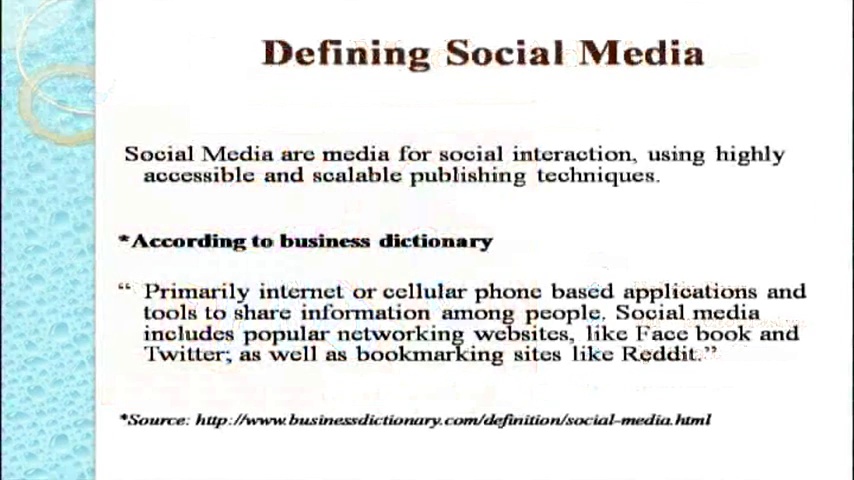 Defining Social Media
Social Media are media for social interaction, using highly
accessible and scalable publishing techniques.
*According to business dictionary
“ Primarily internet or cellular phone based applications and
tools to share information among people. Social media
includes popular networking websites, like Face book and
Twitter; as well as bookmarking sites like Reddit.”
*Source: http://www.businessdictionary.com/definition/social-media.html